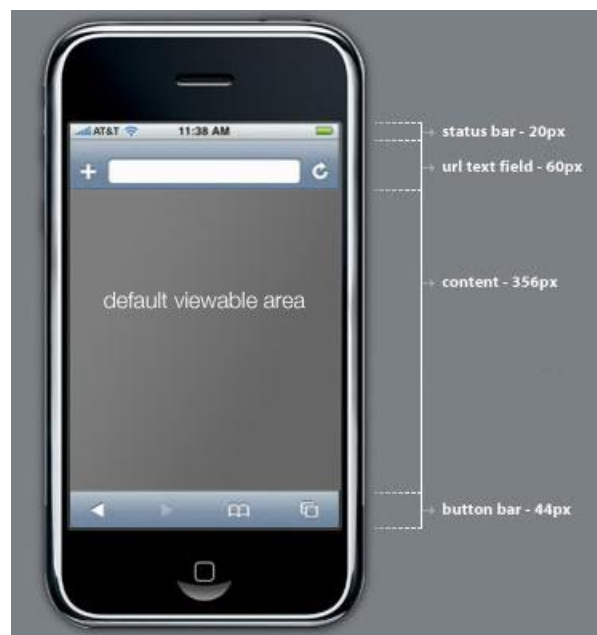 AT&T 11:38 AM
status bar - 20px
url text field - 60px
content - 356px
default viewable area
button bar - 44px